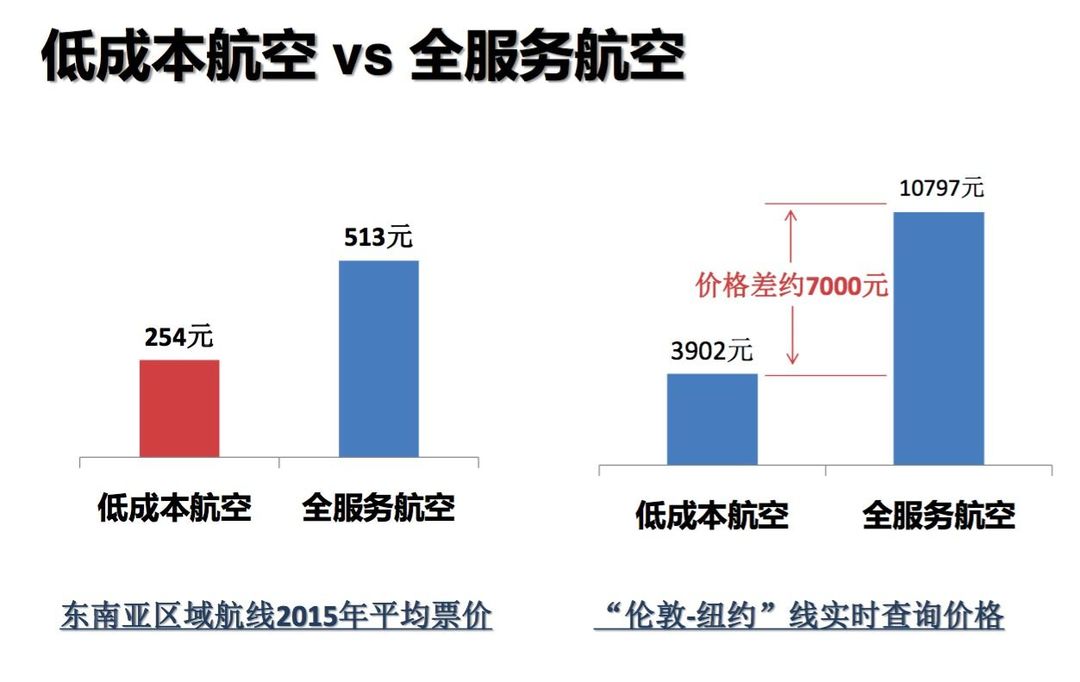 低成本航空 vs 全服务航空
254元
513元
低成本航空
全服务航空
东南亚区域航线2015年平均票价
3902元
价格差约7000元
10797元
低成本航空
全服务航空
“伦敦-纽约”线实时查询价格